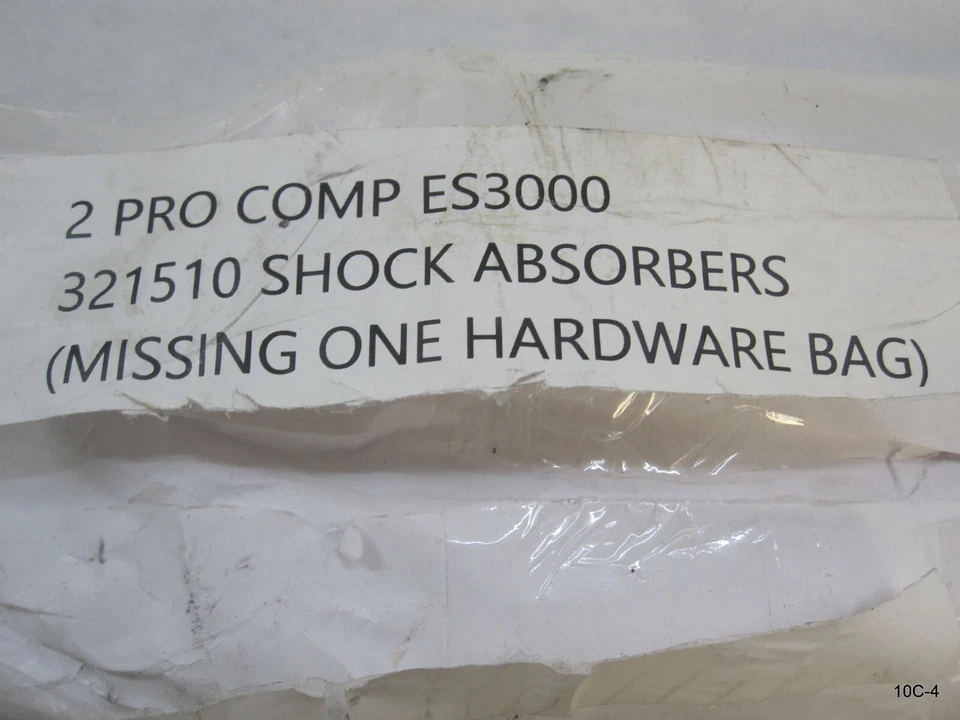 2 PRO COMP ES3000
321510 SHOCK ABSORBERS
(MISSING ONE HARDWARE BAG)
10C-4